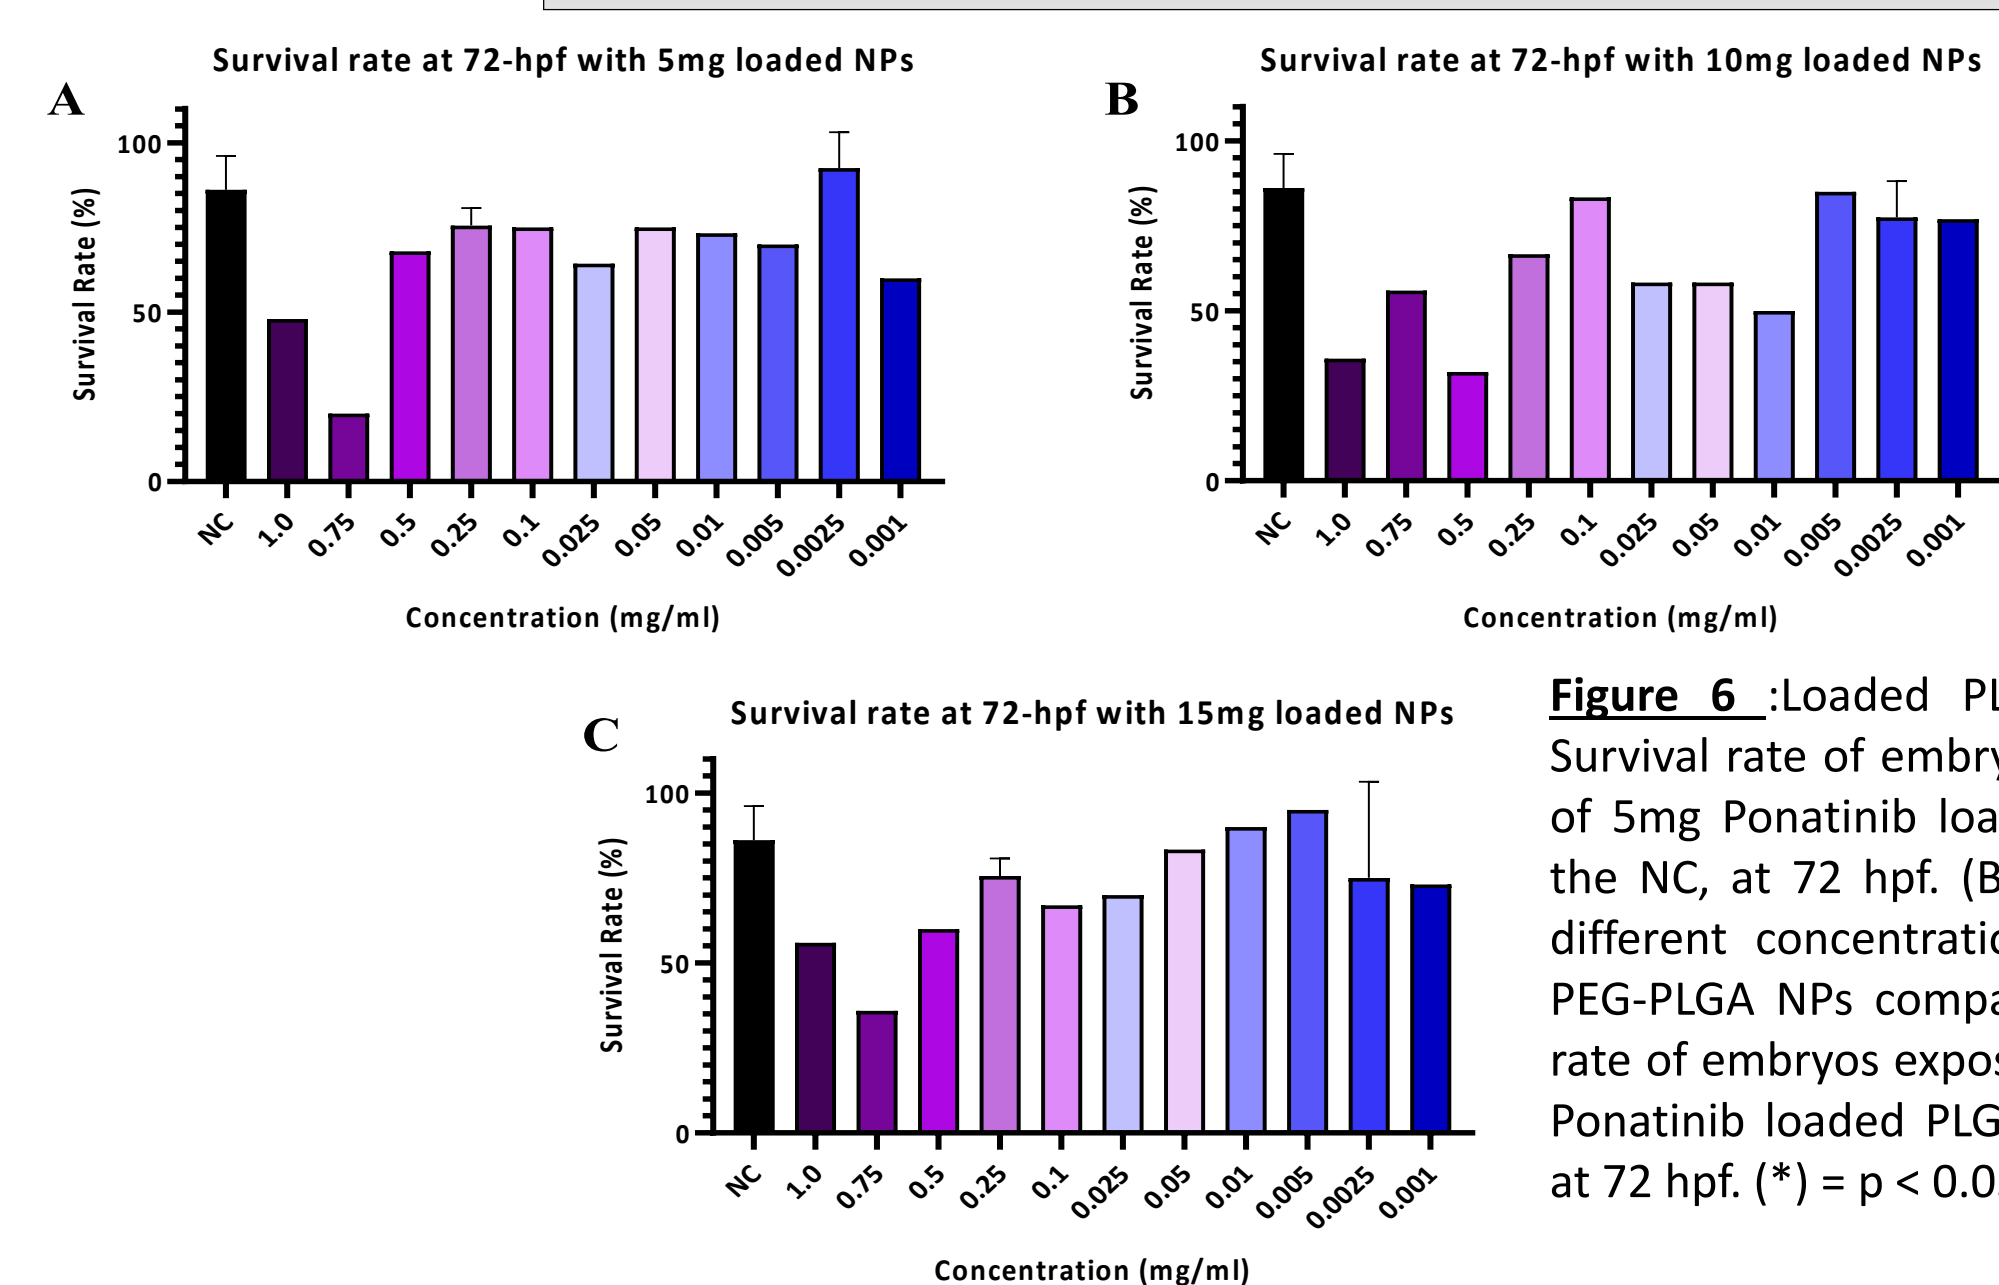 Survival rate at 72-hpf with 5mg loaded NPs
A
Survival Rate (%)
100
50
0
NC 1.0 0.75 0.5 0.25 0.1 0.025 0.05 0.01 0.005 0.0025 0.001
Concentration (mg/ml)
Survival rate at 72-hpf with 10mg loaded NPs
B
Survival Rate (%)
100
50
0
NC 1.0 0.75 0.5 0.25 0.1 0.025 0.05 0.01 0.005 0.0025 0.001
Concentration (mg/ml)
Survival rate at 72-hpf with 15mg loaded NPs
C
Survival Rate (%)
100
50
0
NC 1.0 0.75 0.5 0.25 0.1 0.025 0.05 0.01 0.005 0.0025 0.001
Concentration (mg/ml)
Figure 6 :Loaded
Survival rate of
of 5mg Ponatinib
the NC, at 72 hpf.
different
PEG-PLGA NPs
rate of embryos
Ponatinib loaded
at 72 hpf. (*) = p <